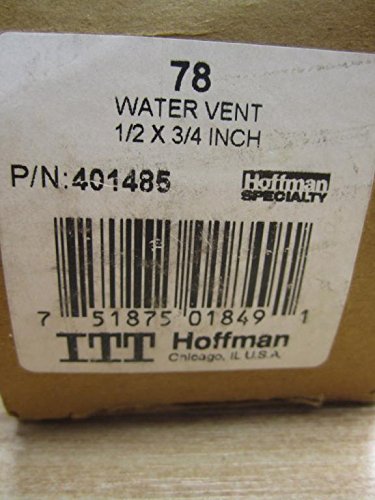 78
WATER VENT
1/2 X 3/4 INCH
P/N:401485
Hoffman
SPECIALTY
7 51875 01849 1
ITT Hoffman
Chicago, IL U.S.A.